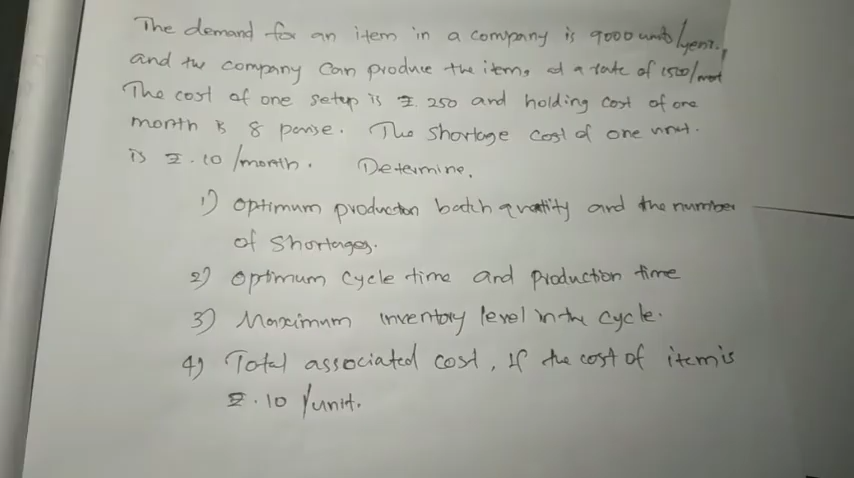 The demand for an item in a company is 9000 units/year.
and the company can produce the items at a rate of 1500/
The cost of one setup is ₹. 250 and holding cost of one
month is 8 paise. The shortage cost of one unit.
is ₹. 10 /month. Determine.
1) Optimum production batch quantity and the number
of shortages.
2) Optimum cycle time and production time
3) Maximum inventory level in the cycle.
4) Total associated cost, If the cost of item is
₹. 10 /unit.